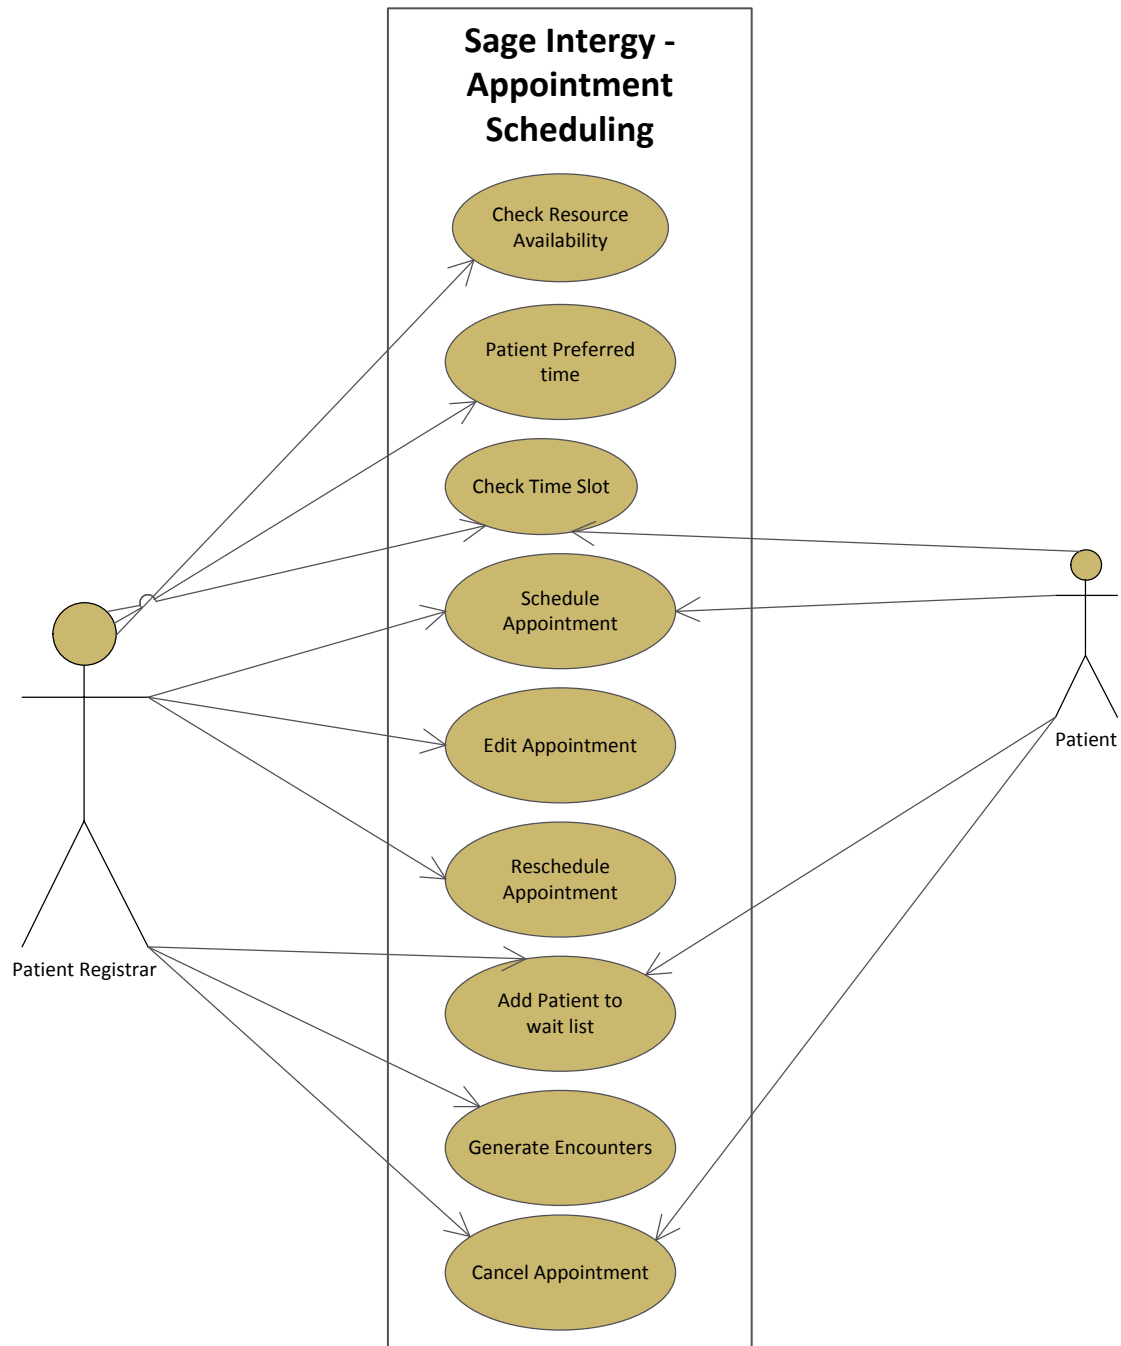 Sage Intergy -
Appointment
Scheduling
Check Resource
Availability
Patient Preferred
time
Check Time Slot
Schedule
Appointment
Edit Appointment
Patient
Reschedule
Appointment
Patient Registrar
Add Patient to
wait list
Generate Encounters
Cancel Appointment